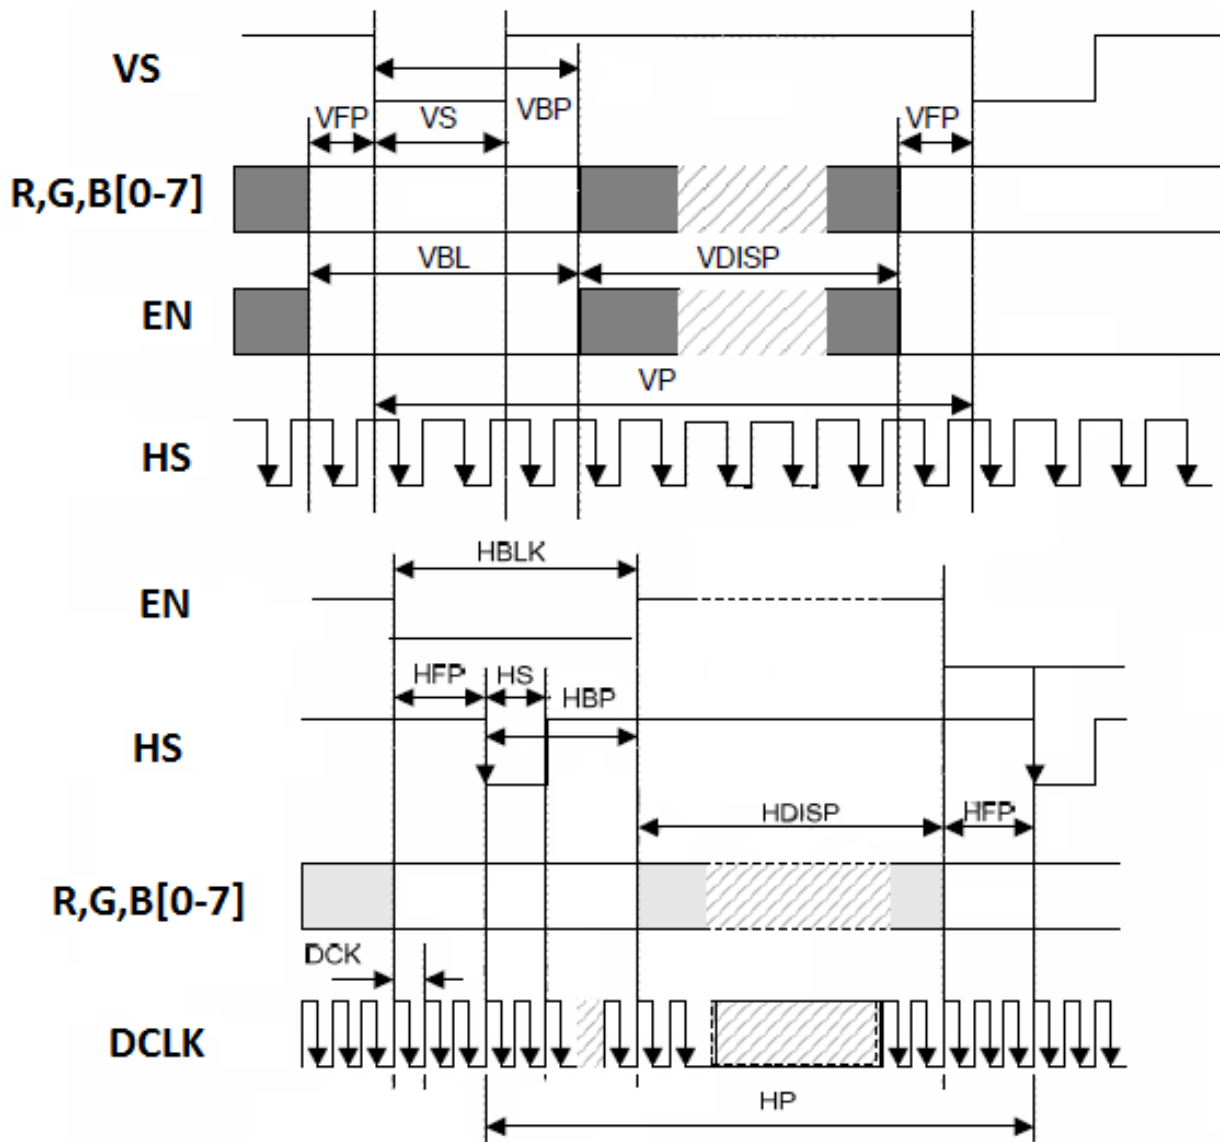 VS
VFP VS VBP VFP
R,G,B[0-7]
VBL VDISP
EN
VP
HS
HBLK
EN
HFP HS HBP
HS
HDISP HFP
R,G,B[0-7]
DCK
DCLK
HP